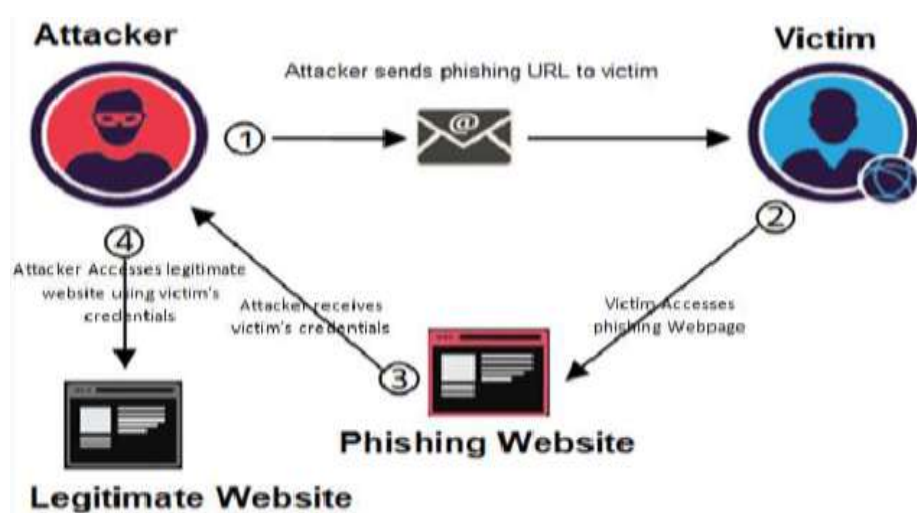 Attacker
Victim
Attacker sends phishing URL to victim
@
1
2
4
Attacker Accesses legitimate
website using victim's
credentials
Attacker receives
victim's credentials
Victim Accesses
phishing Webpage
3
Phishing Website
Legitimate Website